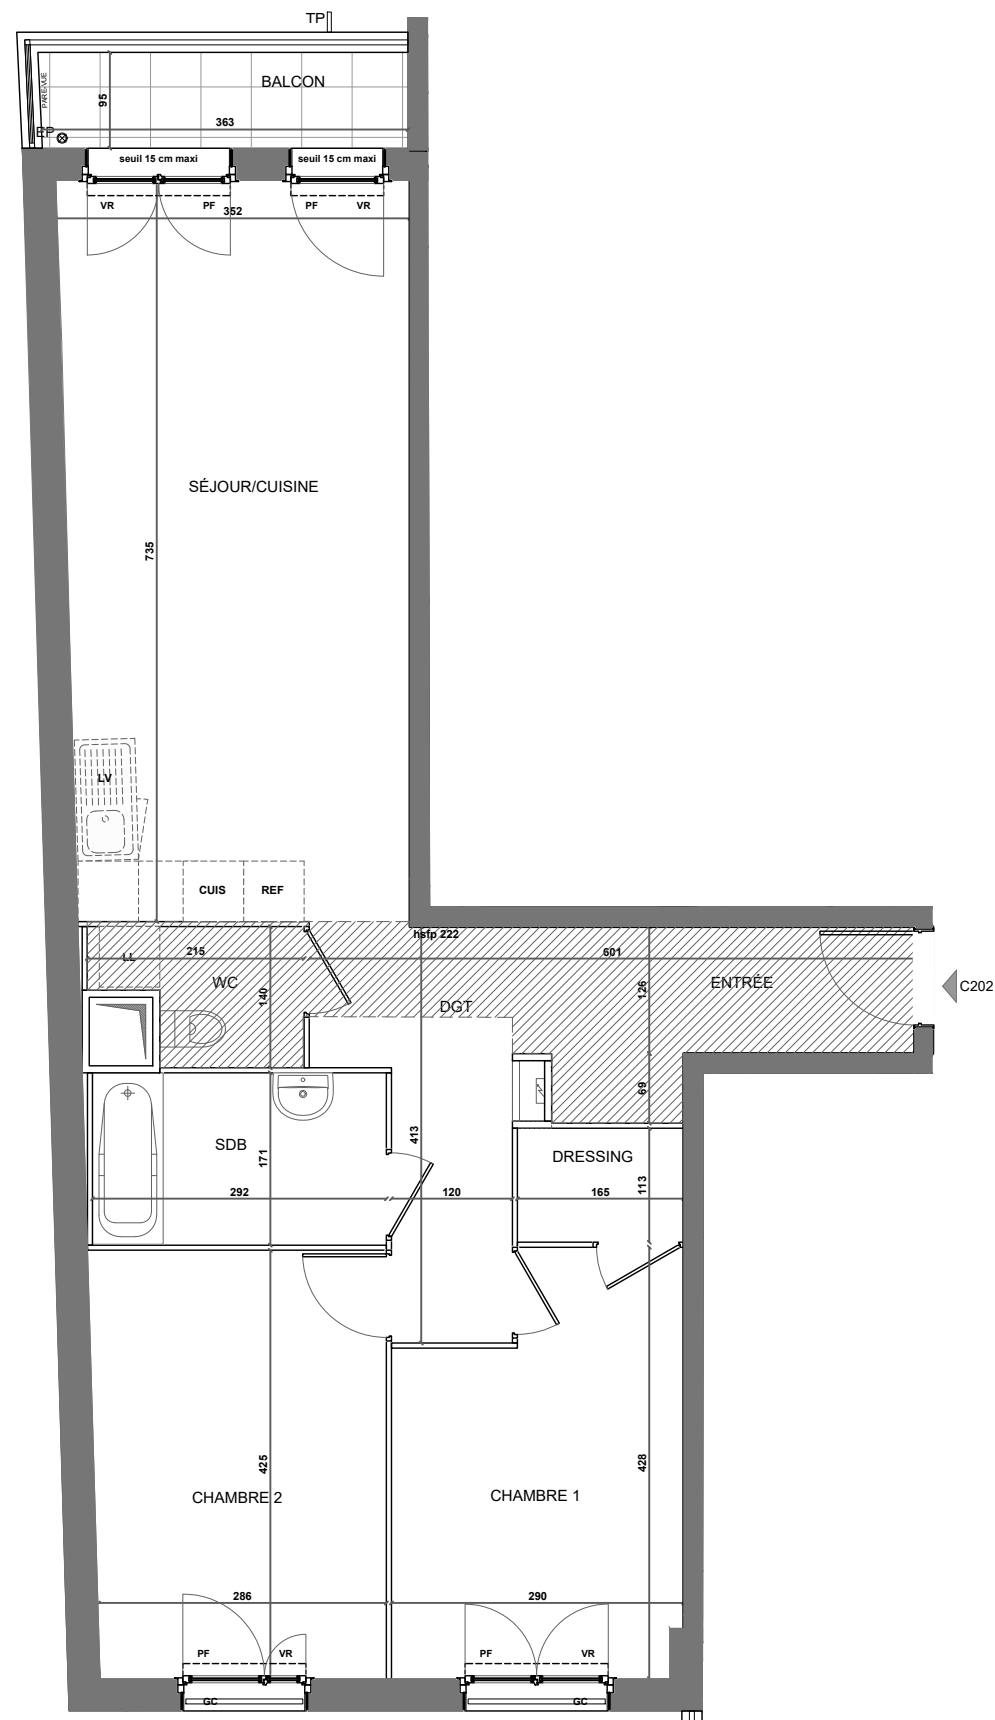 TP
BALCON
PARE-VUE
95
EP
363
seuil 15 cm maxi
seuil 15 cm maxi
VR
PF
352
PF
VR
SÉJOUR/CUISINE
735
LV
CUIS
REF
hsfp 222
LL
215
601
WC
140
126
ENTRÉE
C202
DGT
69
SDB
171
413
DRESSING
113
292
120
165
425
428
CHAMBRE 2
CHAMBRE 1
286
290
PF
VR
PF
VR
GC
GC